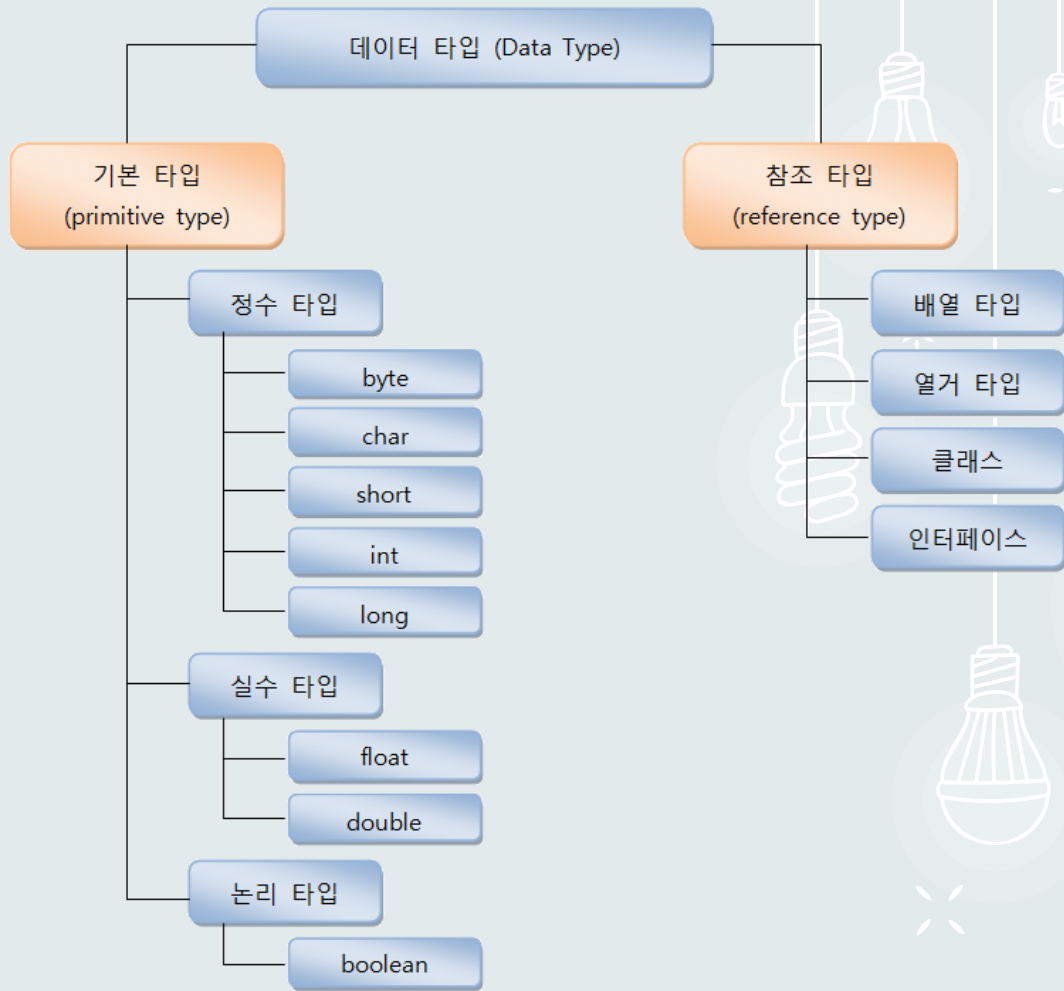 데이터 타입 (Data Type)
기본 타입
(primitive type)
정수 타입
byte
char
short
int
long
실수 타입
float
double
논리 타입
boolean
참조 타입
(reference type)
배열 타입
열거 타입
클래스
인터페이스